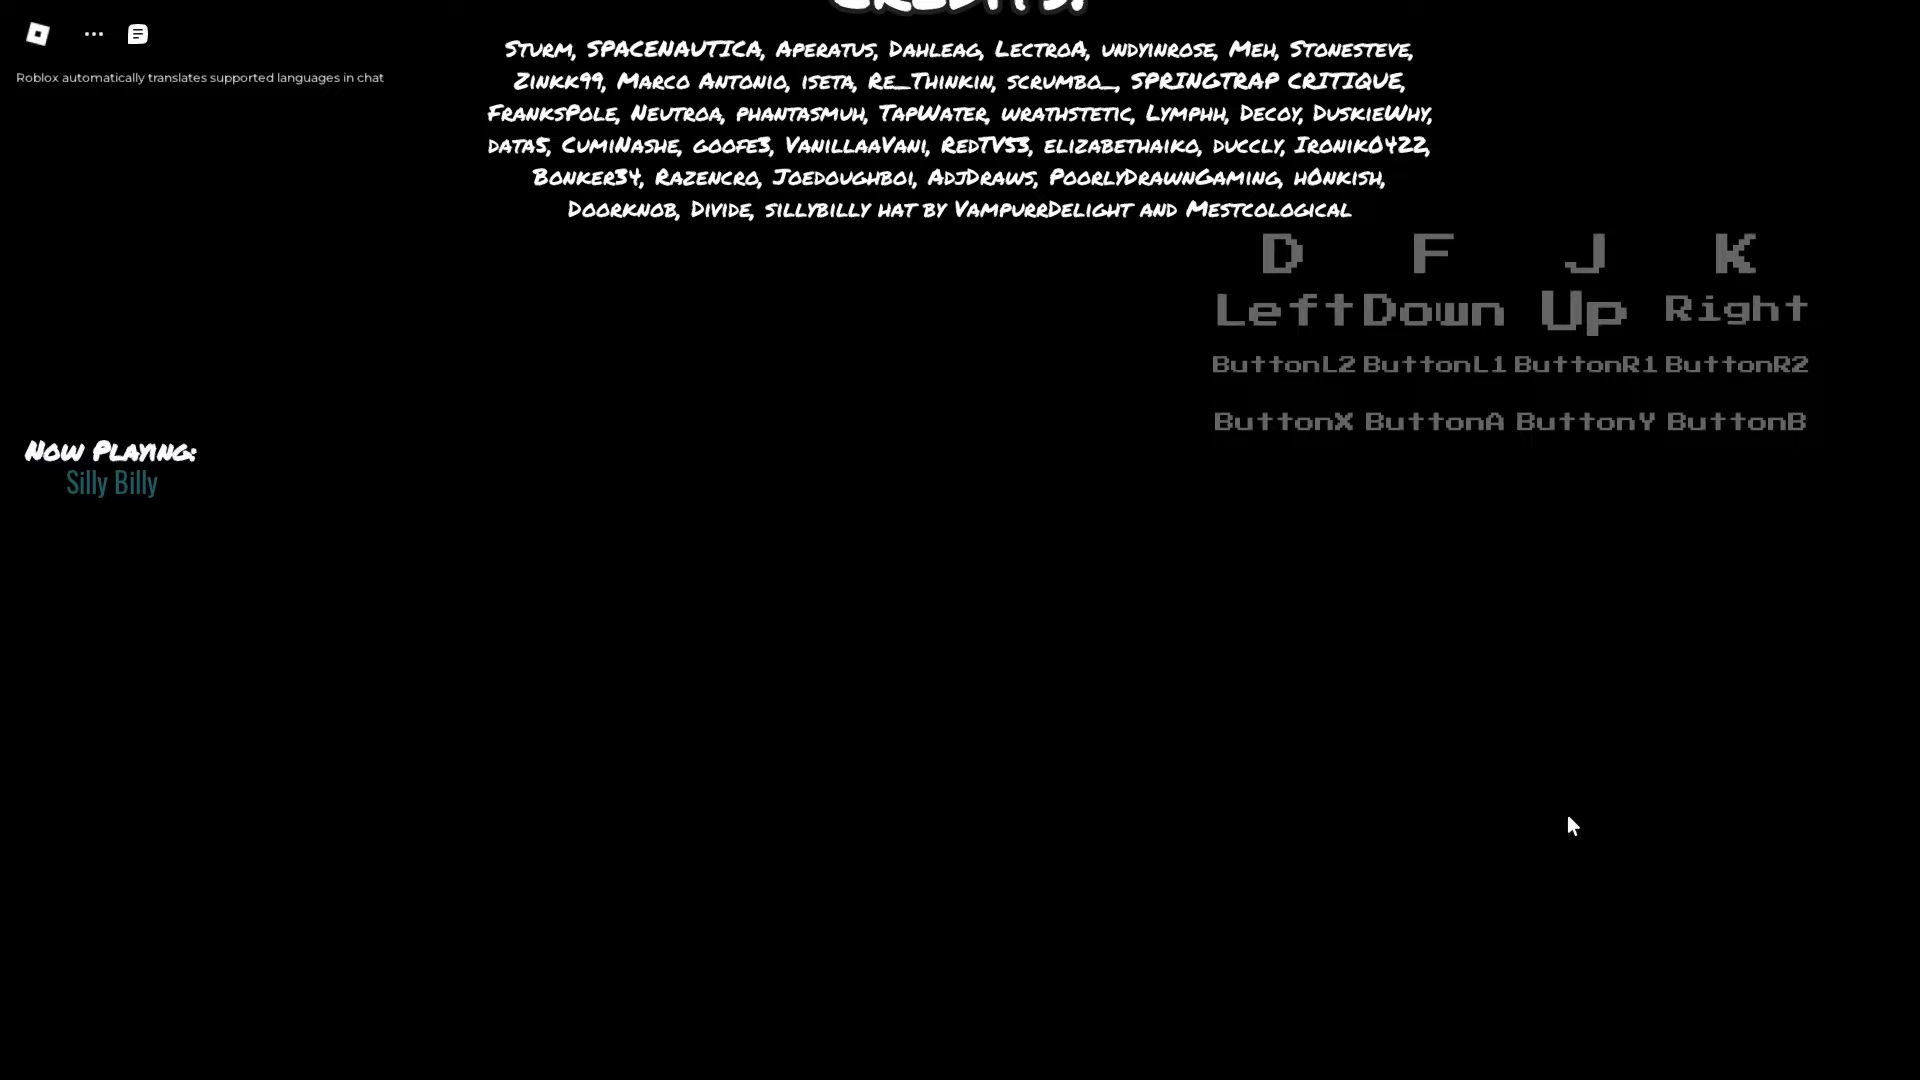 CREDITS:
Roblox automatically translates supported languages in chat
Sturm, SPACENAUTICA, Aperatus, Dahleag, LectroA, undyinrose, Meh, Stonesteve,
Zinkk99, Marco Antonio, iseta, Re_Thinkin, scrumbo_, SPRINGTRAP CRITIQUE,
FranksPole, Neutroa, phantasmuh, TapWater, wrathstetic, Lymphh, Decoy, DuskieWhy,
data5, CumiNashe, goofe3, VanillaaVani, RedTV53, elizabethaiko, duccly, Ironik0422,
Bonker34, Razencro, Joedoughboi, AdjDraws, PoorlyDrawnGaming, h0nkish,
Doorknob, Divide, sillybilly hat by VampurrDelight and Mestcological
D F J K
Left Down Up Right
ButtonL2 ButtonL1 ButtonR1 ButtonR2
ButtonX ButtonA ButtonY ButtonB
Now Playing:
Silly Billy